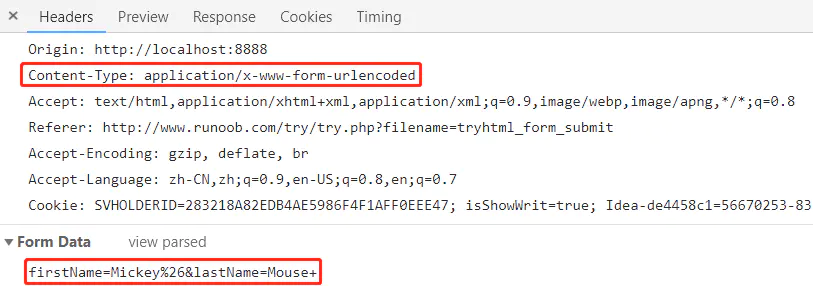 × Headers Preview Response Cookies Timing
Origin: http://localhost:8888
Content-Type: application/x-www-form-urlencoded
Accept: text/html,application/xhtml+xml,application/xml;q=0.9,image/webp,image/apng,*/*;q=0.8
Referer: http://www.runoob.com/try/try.php?filename=tryhtml_form_submit
Accept-Encoding: gzip, deflate, br
Accept-Language: zh-CN,zh;q=0.9,en-US;q=0.8,en;q=0.7
Cookie: SVHOLDERID=283218A82EDB4AE5986F4F1AFF0EEE47; isShowWrit=true; Idea-de4458c1=56670253-83
▼ Form Data view parsed
firstName=Mickey%26&lastName=Mouse+